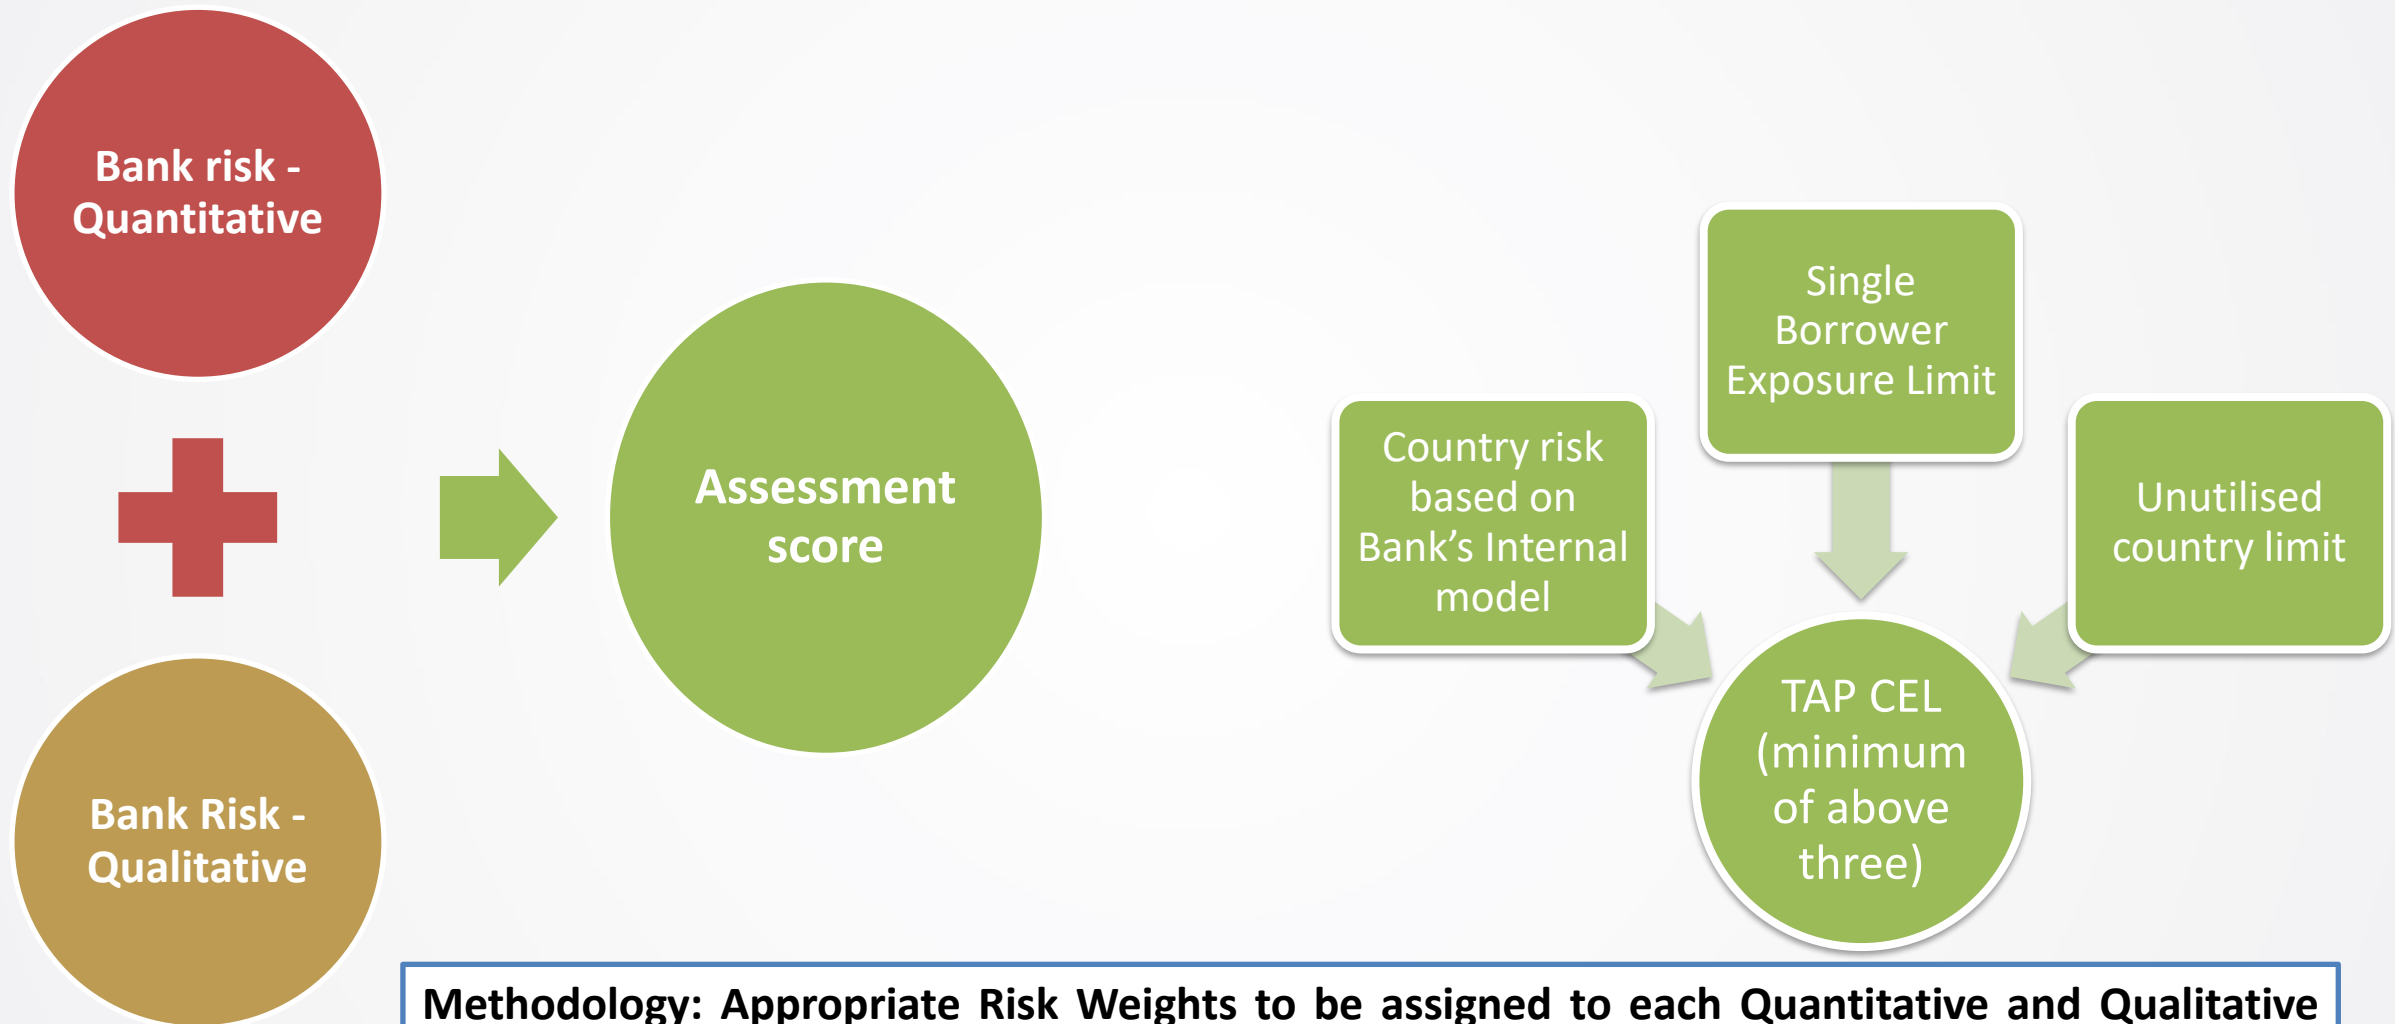 Bank risk -
Quantitative
Bank Risk -
Qualitative
Assessment
score
Single
Borrower
Exposure Limit
Country risk
based on
Bank’s Internal
model
Unutilised
country limit
TAP CEL
(minimum
of above
three)
Methodology: Appropriate Risk Weights to be assigned to each Quantitative and Qualitative